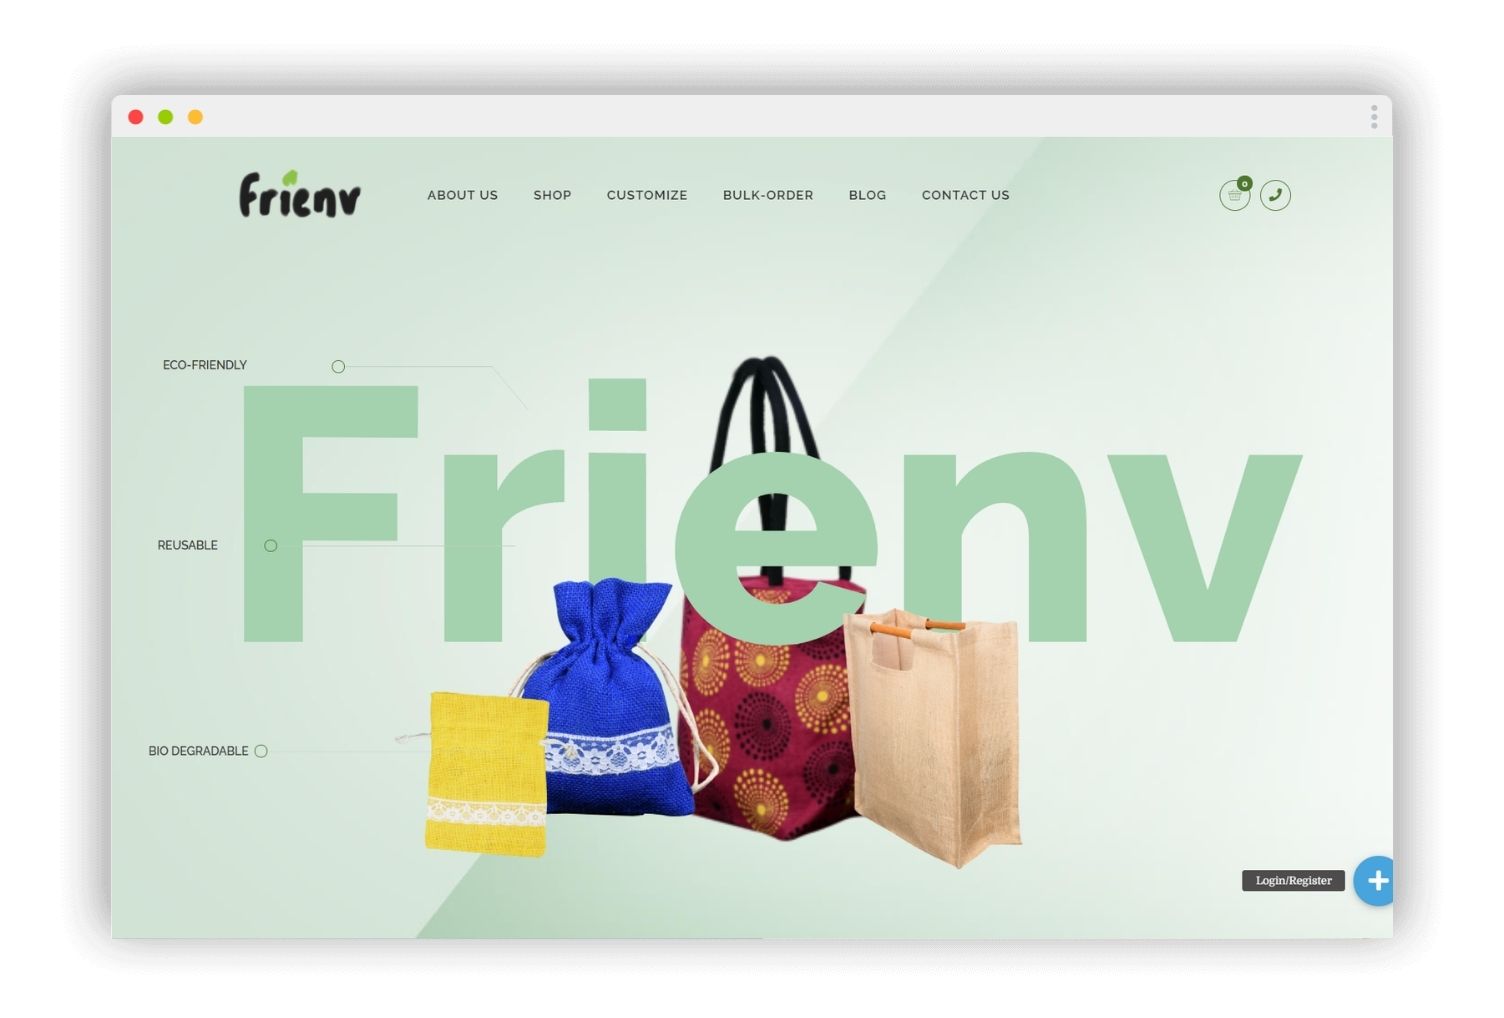 Frienv
ABOUT US SHOP CUSTOMIZE BULK-ORDER BLOG CONTACT US
0
ECO-FRIENDLY
Frienv
REUSABLE
BIO DEGRADABLE
Login/Register